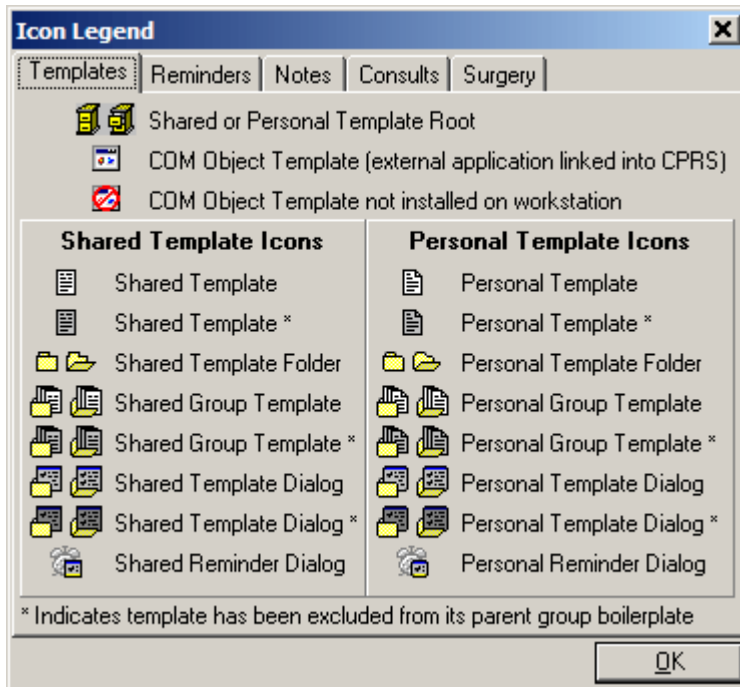 Icon Legend
Templates Reminders Notes Consults Surgery
Shared or Personal Template Root
COM Object Template (external application linked into CPRS)
COM Object Template not installed on workstation
Shared Template Icons
Shared Template
Shared Template *
Shared Template Folder
Shared Group Template
Shared Group Template *
Shared Template Dialog
Shared Template Dialog *
Shared Reminder Dialog
Personal Template Icons
Personal Template
Personal Template *
Personal Template Folder
Personal Group Template
Personal Group Template *
Personal Template Dialog
Personal Template Dialog *
Personal Reminder Dialog
* Indicates template has been excluded from its parent group boilerplate
OK